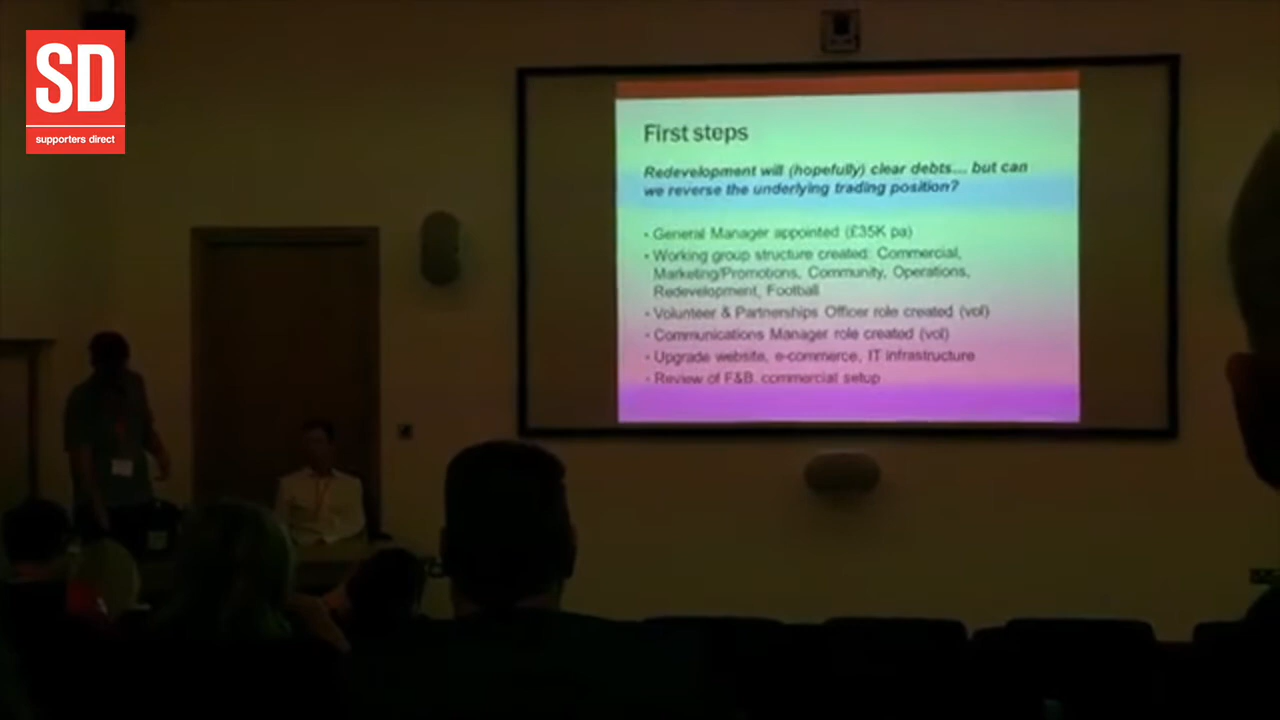 SD
supporters direct
First steps
Redevelopment will (hopefully) clear debts.... but can
we reverse the underlying trading position?
• General Manager appointed (£35K pa)
• Working group structure created: Commercial,
Marketing/Promotions, Community, Operations,
Redevelopment, Football
• Volunteer & Partnerships Officer role created (vol)
• Communications Manager role created (vol)
• Upgrade website, e-commerce, IT infrastructure
• Review of F&B, commercial setup